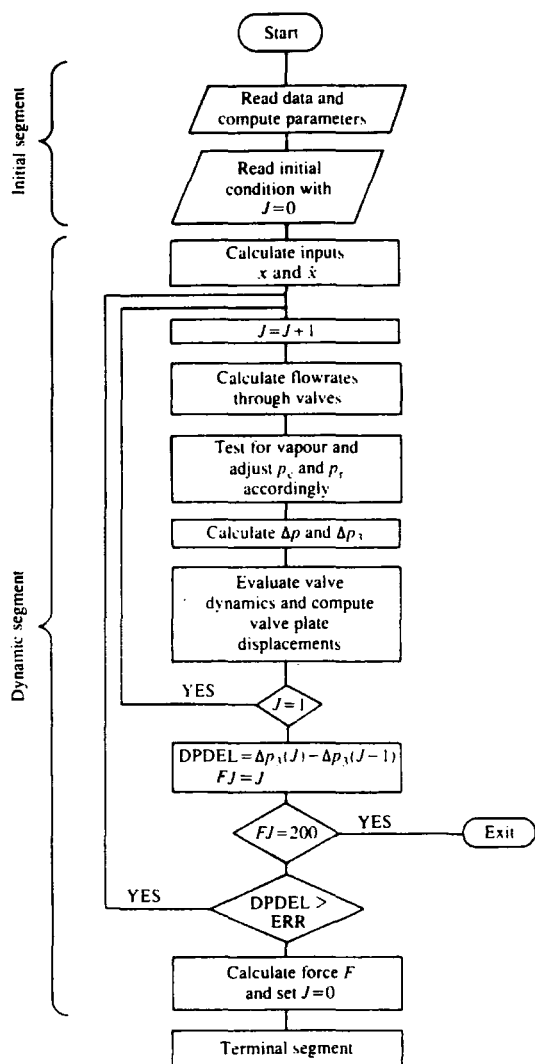 Start
Initial segment
Read data and
compute parameters
Read initial
condition with
J=0
Dynamic segment
Calculate inputs
x and ẋ
J=J+1
Calculate flowrates
through valves
Test for vapour and
adjust p_c and p_r
accordingly
Calculate Δp and Δp₃
Evaluate valve
dynamics and compute
valve plate
displacements
YES
J=1
DPDEL=Δp₃(J)−Δp₃(J−1)
FJ=J
FJ=200
YES
Exit
YES
DPDEL >
ERR
Calculate force F
and set J=0
Terminal segment